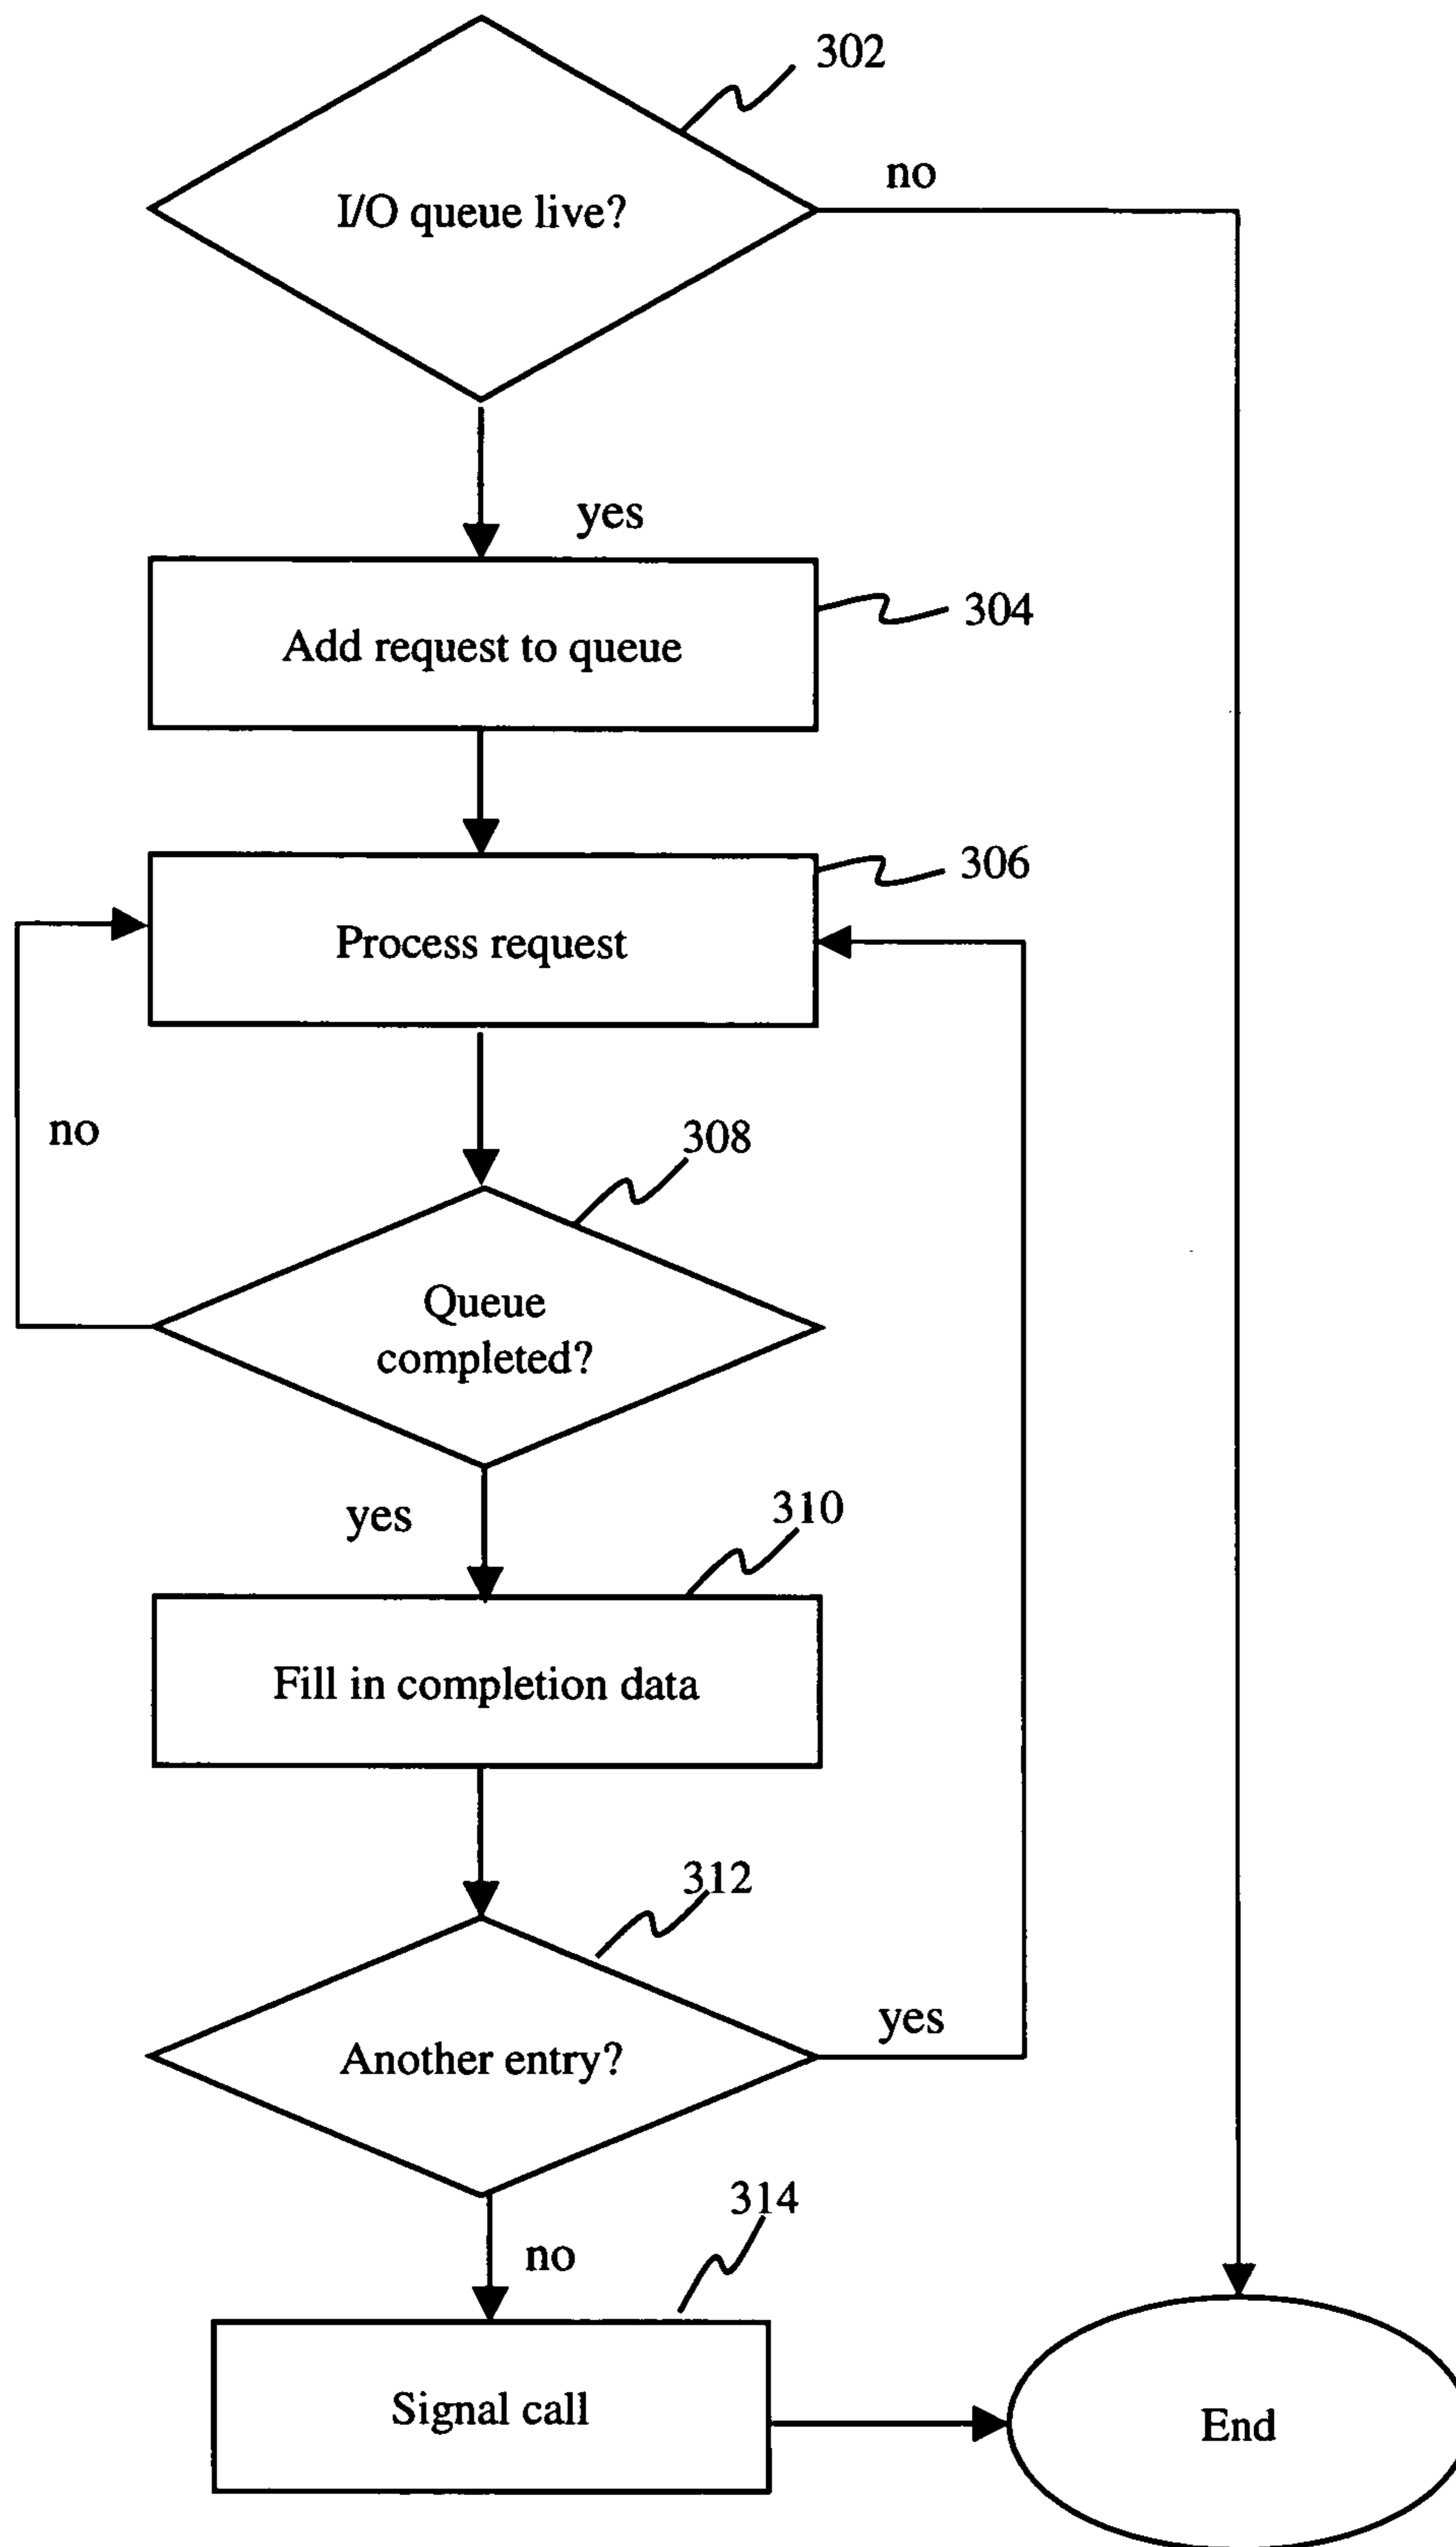 302
no
I/O queue live?
yes
304
Add request to queue
306
Process request
no
308
Queue
completed?
yes
310
Fill in completion data
312
yes
Another entry?
314
no
Signal call
End